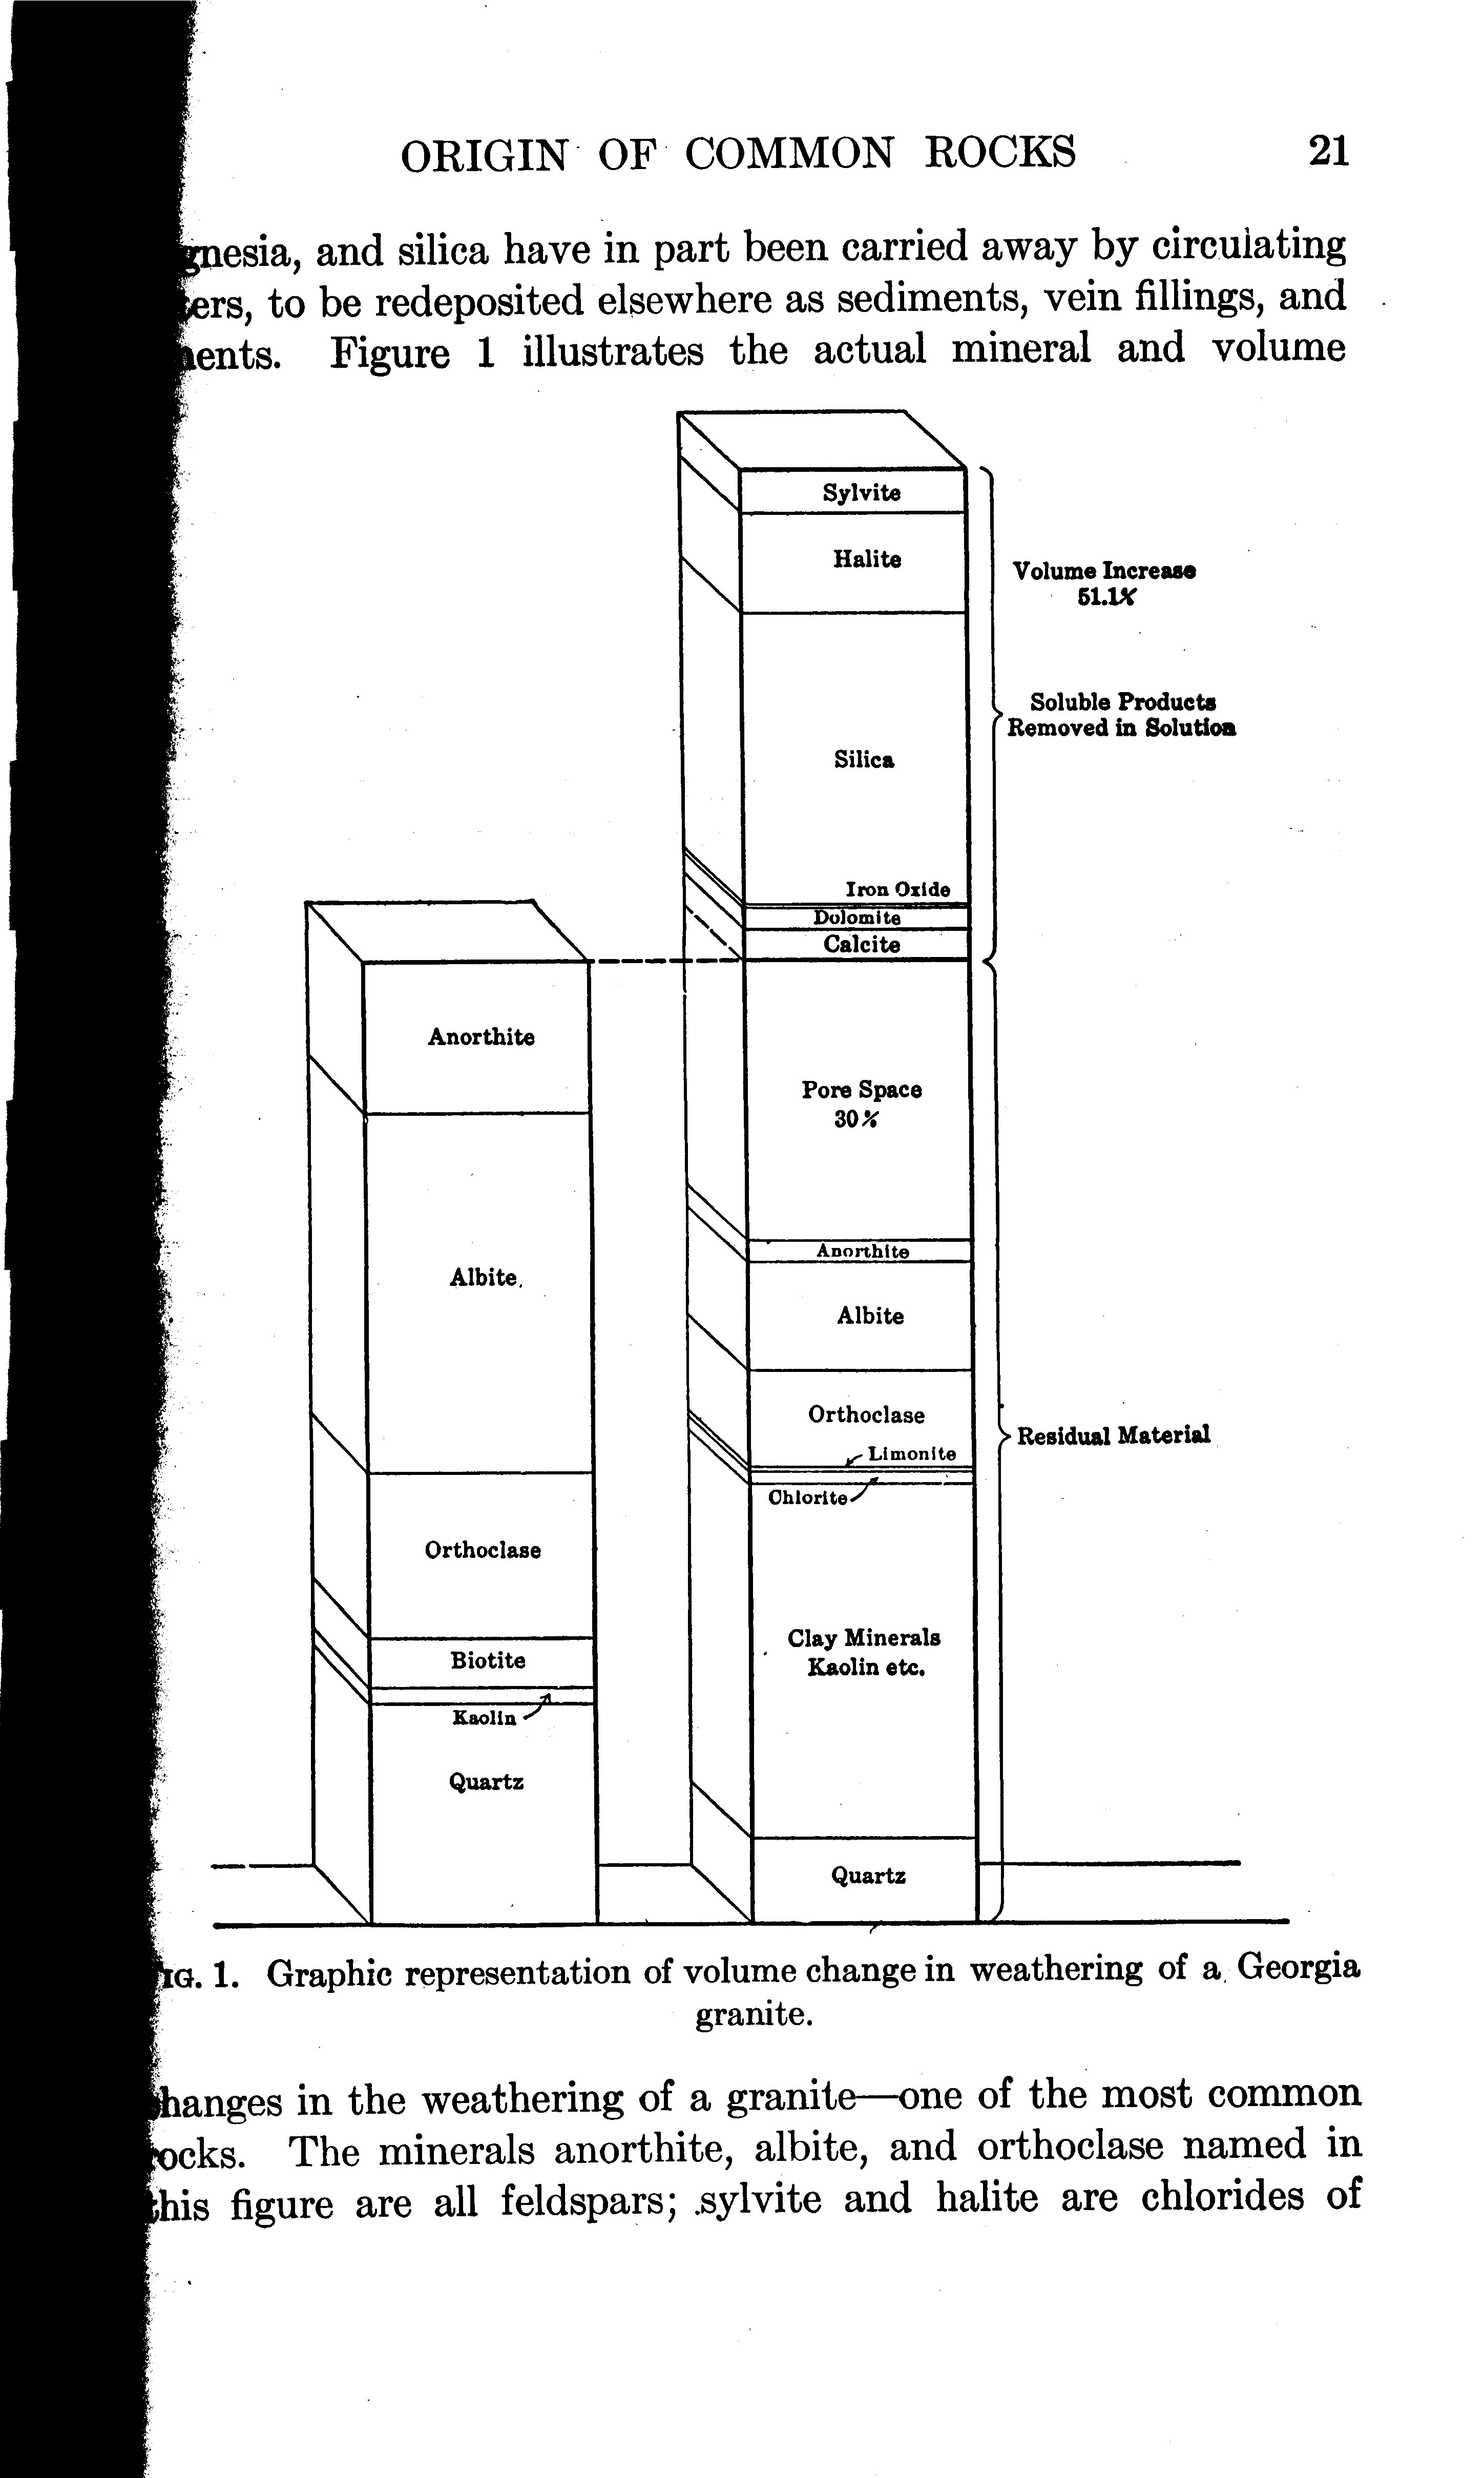 ORIGIN OF COMMON ROCKS 21
gnesia, and silica have in part been carried away by circulating
ers, to be redeposited elsewhere as sediments, vein fillings, and
ents. Figure 1 illustrates the actual mineral and volume
Sylvite
Halite
Volume Increase
51.1%
Soluble Products
Removed in Solution
Silica
Iron Oxide
Dolomite
Calcite
Anorthite
Pore Space
30%
Anorthite
Albite
Albite
Orthoclase
Limonite
Residual Material
Chlorite
Orthoclase
Clay Minerals
Kaolin etc.
Biotite
Kaolin
Quartz
Quartz
IG. 1. Graphic representation of volume change in weathering of a Georgia
granite.
hanges in the weathering of a granite—one of the most common
ocks. The minerals anorthite, albite, and orthoclase named in
this figure are all feldspars; sylvite and halite are chlorides of